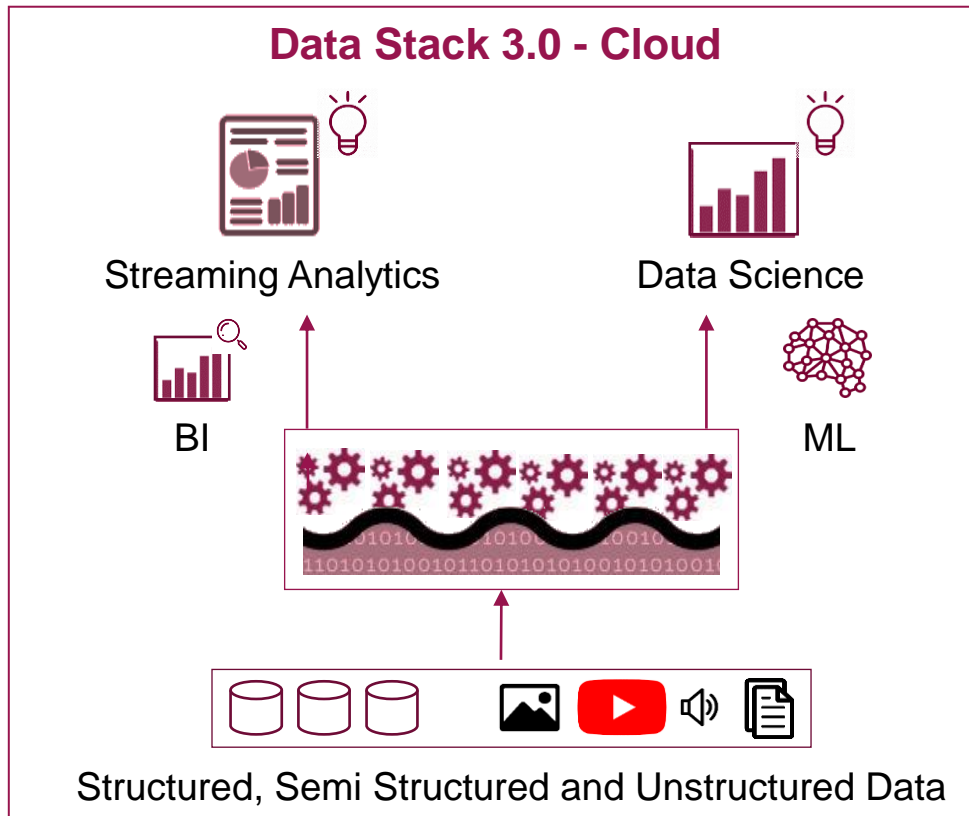 Data Stack 3.0 - Cloud
Streaming Analytics
Data Science
BI
ML
Structured, Semi Structured and Unstructured Data